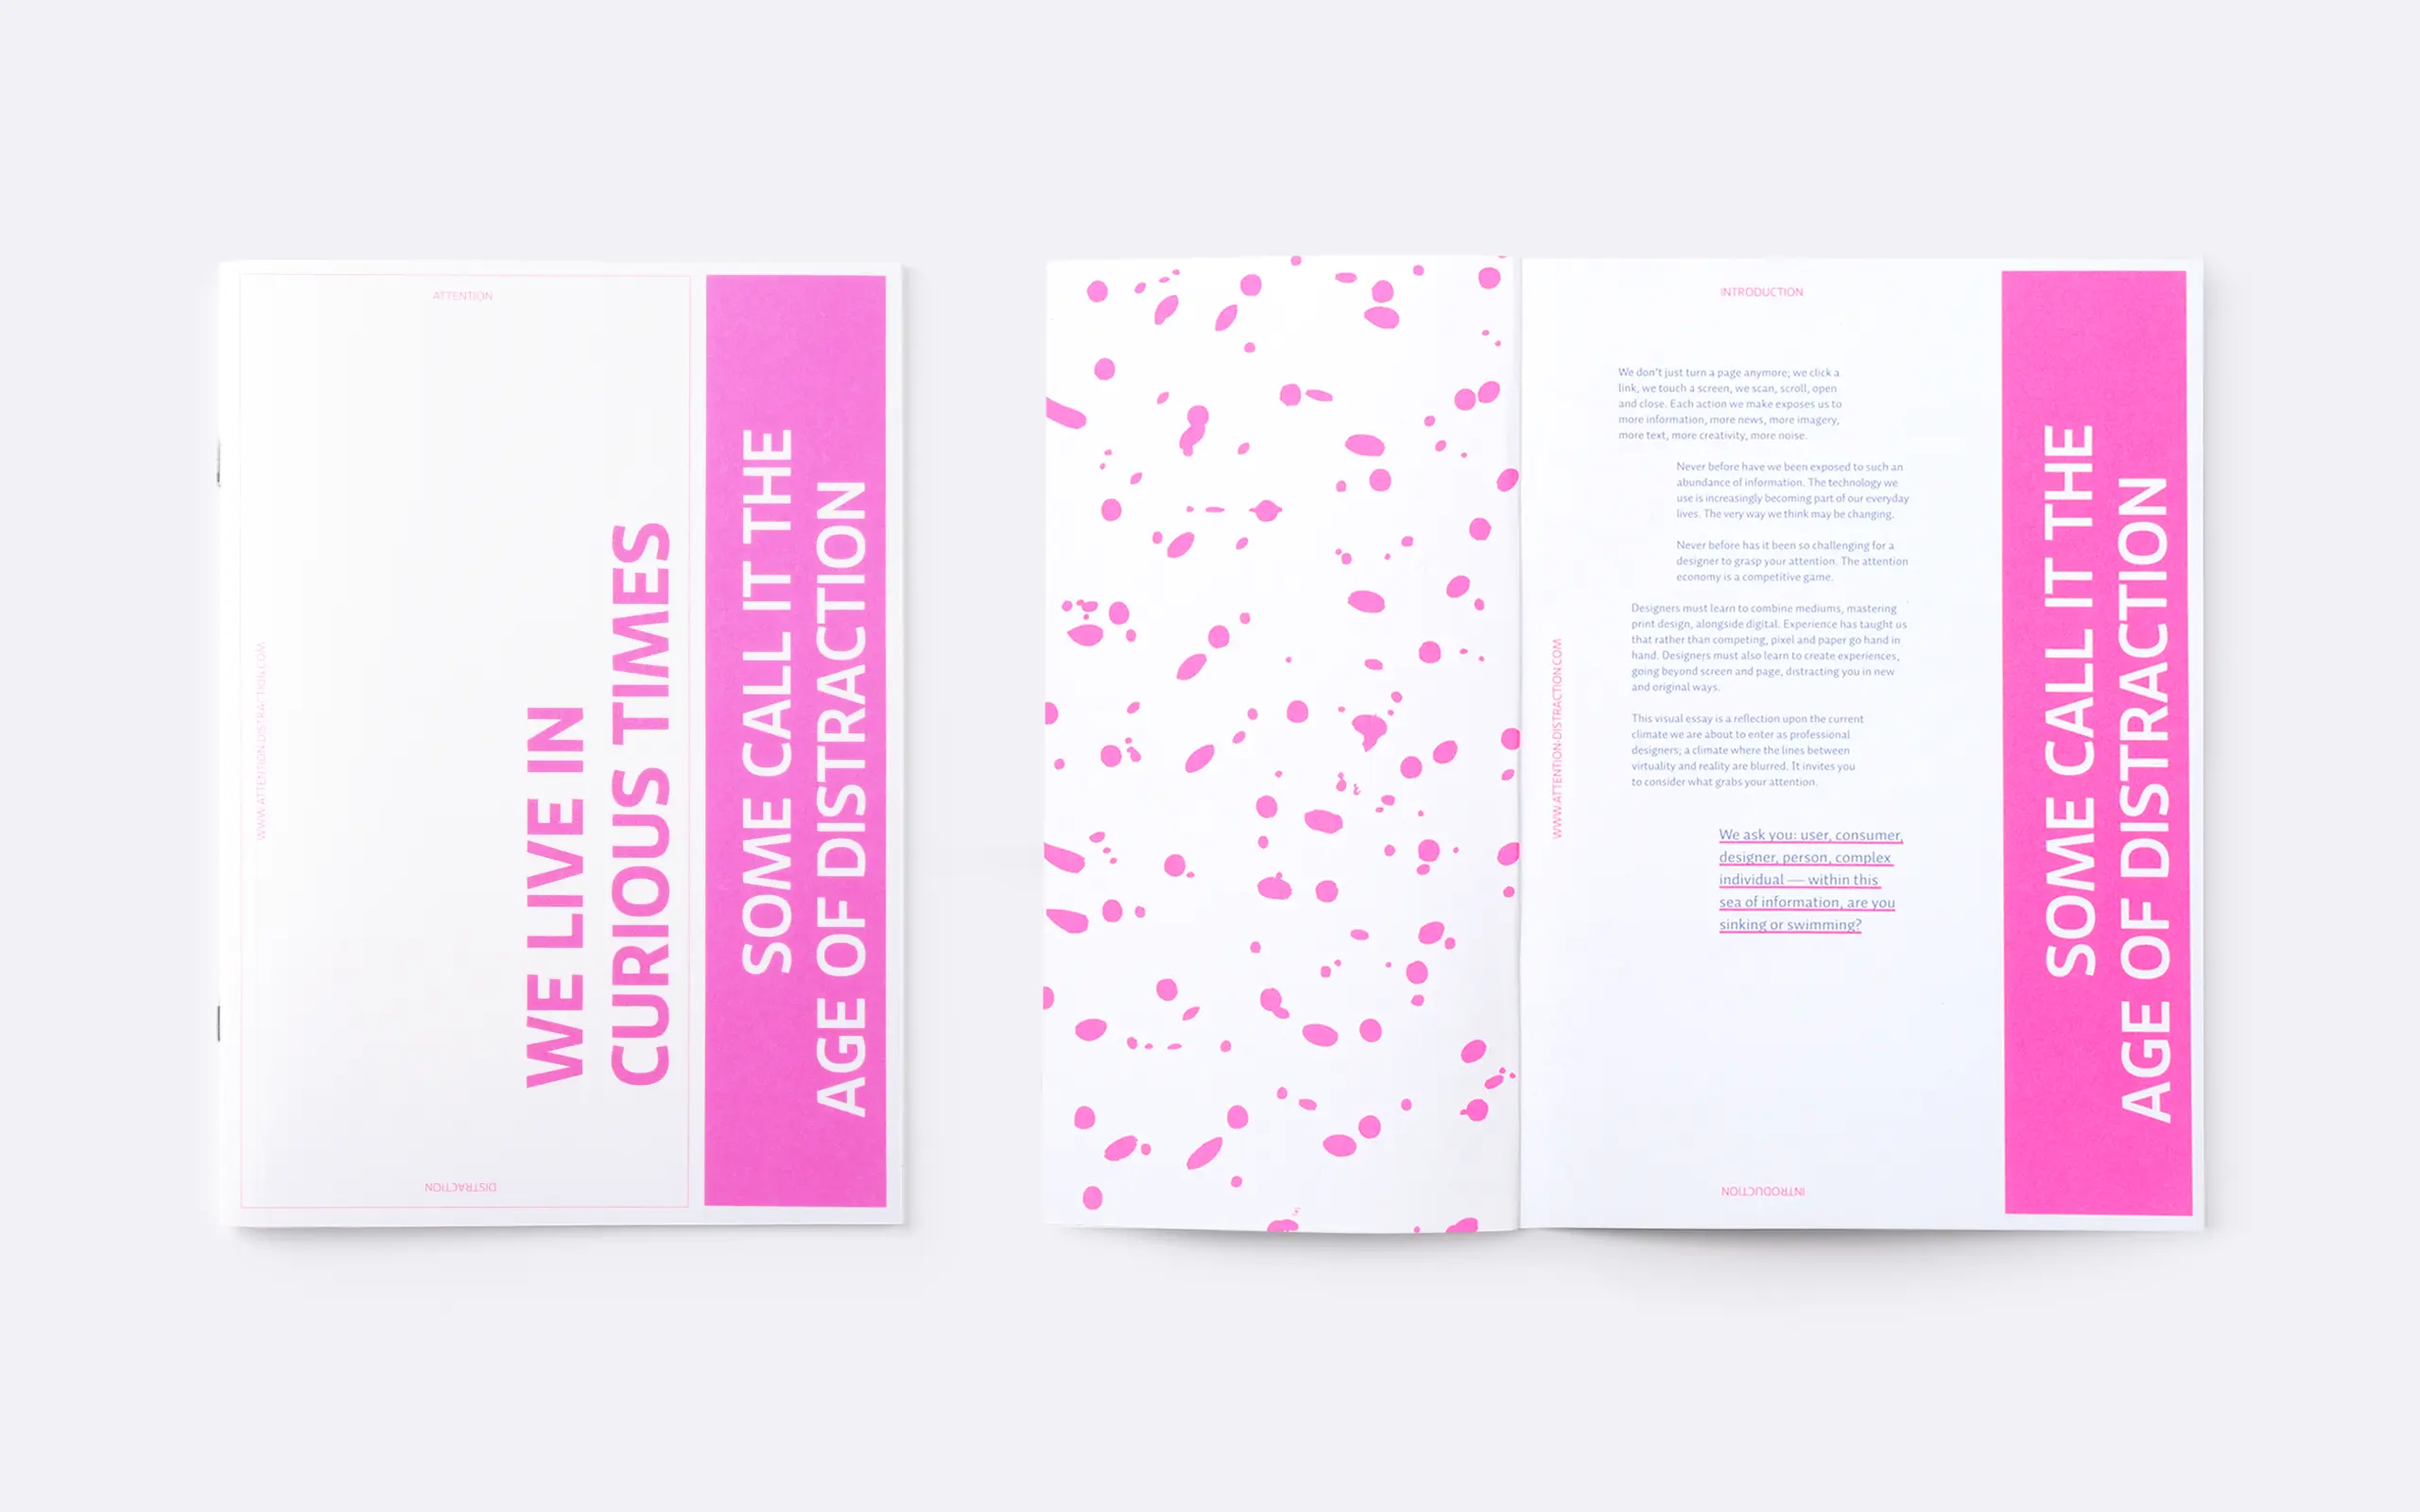 ATTENTION
WWW.ATTENTION-DISTRACTION.COM
WE LIVE IN
CURIOUS TIMES
DISTRACTION
SOME CALL IT THE
AGE OF DISTRACTION
INTRODUCTION
WWW.ATTENTION-DISTRACTION.COM
We don't just turn a page anymore; we click a
link, we touch a screen, we scan, scroll, open
and close. Each action we make exposes us to
more information, more news, more imagery,
more text, more creativity, more noise.
Never before have we been exposed to such an
abundance of information. The technology we
use is increasingly becoming part of our everyday
lives. The very way we think may be changing.
Never before has it been so challenging for a
designer to grasp your attention. The attention
economy is a competitive game.
Designers must learn to combine mediums, mastering
print design, alongside digital. Experience has taught us
that rather than competing, pixel and paper go hand in
hand. Designers must also learn to create experiences,
going beyond screen and page, distracting you in new
and original ways.
This visual essay is a reflection upon the current
climate we are about to enter as professional
designers; a climate where the lines between
virtuality and reality are blurred. It invites you
to consider what grabs your attention.
We ask you: user, consumer,
designer, person, complex
individual — within this
sea of information, are you
sinking or swimming?
INTRODUCTION
SOME CALL IT THE
AGE OF DISTRACTION